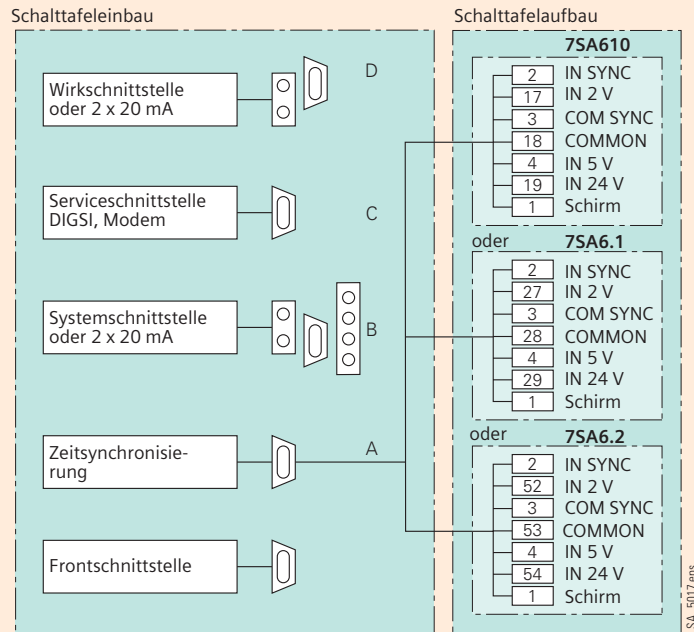 Schalttafeleinbau
Wirkschnittstelle
oder 2 x 20 mA
D
Serviceschnittstelle
DIGSI, Modem
C
Systemschnittstelle
oder 2 x 20 mA
B
Zeitsynchronisie-
rung
A
Frontschnittstelle
Schalttafelaufbau
7SA610
2 IN SYNC
17 IN 2 V
3 COM SYNC
18 COMMON
4 IN 5 V
19 IN 24 V
1 Schirm
oder 7SA6.1
2 IN SYNC
27 IN 2 V
3 COM SYNC
28 COMMON
4 IN 5 V
29 IN 24 V
1 Schirm
oder 7SA6.2
2 IN SYNC
52 IN 2 V
3 COM SYNC
53 COMMON
4 IN 5 V
54 IN 24 V
1 Schirm
SA_5017.eps